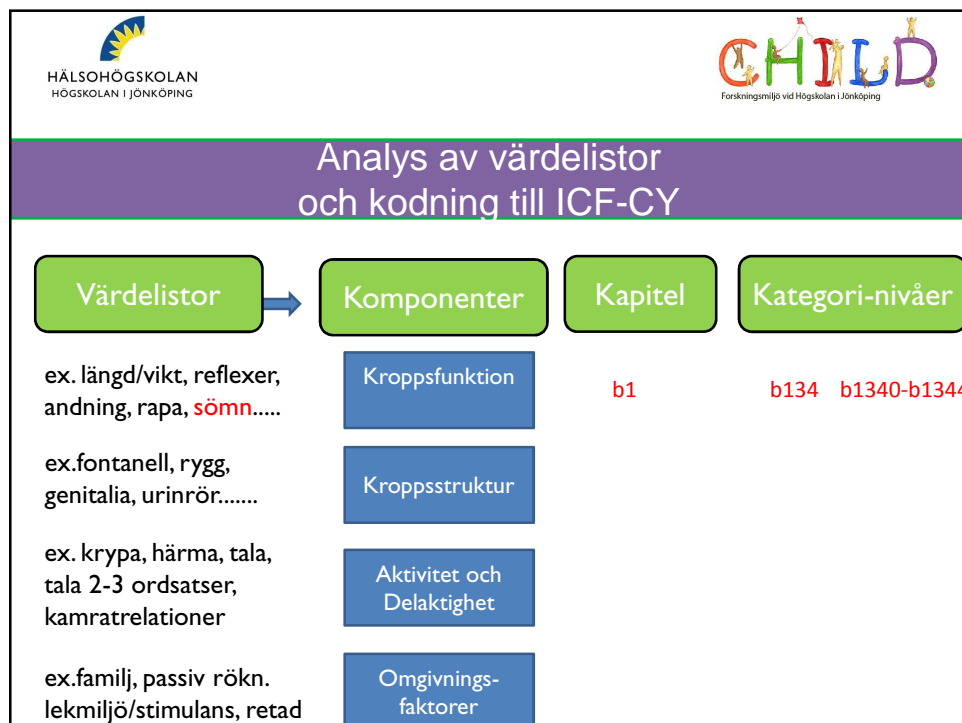 HÄLSOHÖGSKOLAN
HÖGSKOLAN I JÖNKÖPING
CHILD
Forskningsmiljö vid Högskolan i Jönköping
Analys av värdelistor
och kodning till ICF-CY
Värdelistor
Komponenter
Kapitel
Kategori-nivåer
ex. längd/vikt, reflexer,
andning, rapa, sömn.....
Kroppsfunktion
b1
b134 b1340-b1344
ex.fontanell, rygg,
genitalia, urinrör.......
Kroppsstruktur
ex. krypa, härma, tala,
tala 2-3 ordsatser,
kamratrelationer
Aktivitet och
Delaktighet
ex.familj, passiv rökn.
lekmiljö/stimulans, retad
Omgivnings-
faktorer